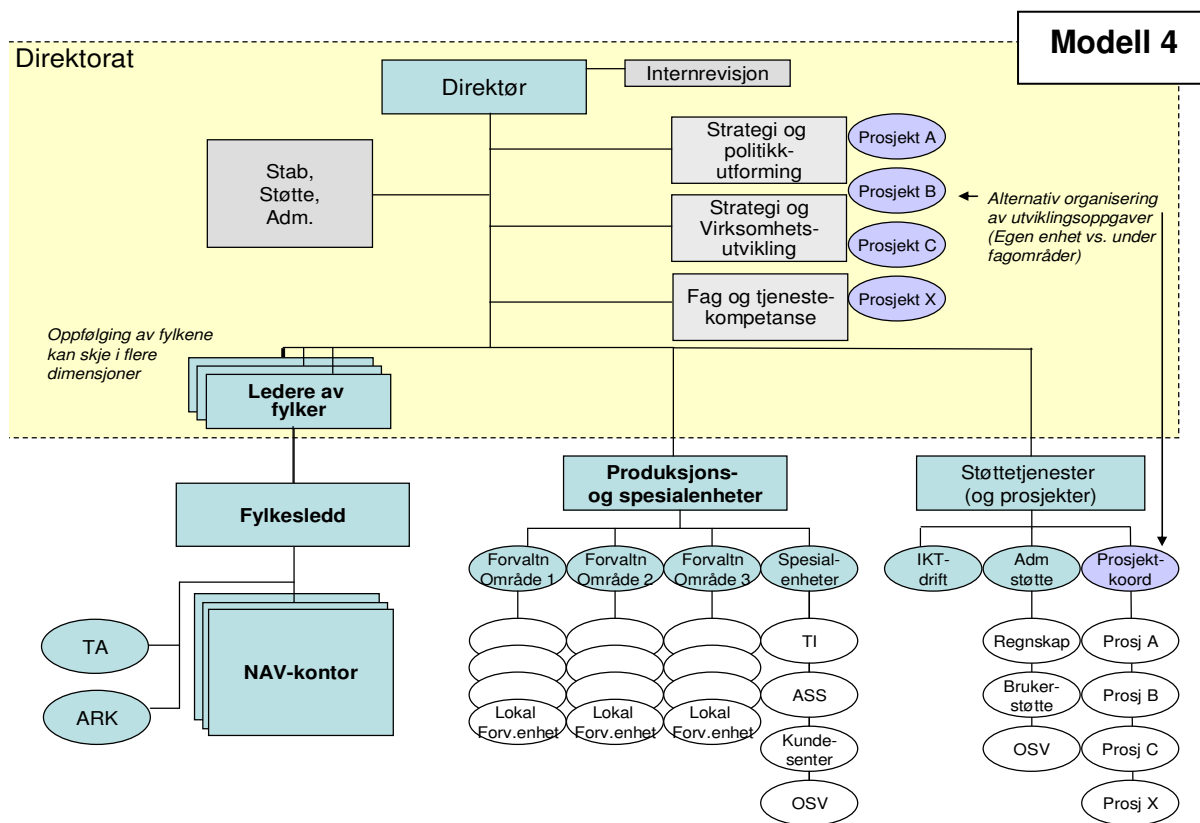 Modell 4
Direktorat
Direktør
Internrevisjon
Stab,
Støtte,
Adm.
Strategi og
politikk-
utforming
Prosjekt A
Prosjekt B
Strategi og
Virksomhets-
utvikling
Prosjekt C
Fag og tjeneste-
kompetanse
Prosjekt X
Alternativ organisering
av utviklingsoppgaver
(Egen enhet vs. under
fagområder)
Oppfølging av fylkene
kan skje i flere
dimensjoner
Ledere av
fylker
Fylkesledd
TA
ARK
NAV-kontor
Produksjons-
og spesialenheter
Forvaltn
Område 1
Forvaltn
Område 2
Forvaltn
Område 3
Spesial-
enheter
Lokal
Forv.enhet
Lokal
Forv.enhet
Lokal
Forv.enhet
TI
ASS
Kunde-
senter
OSV
Støttetjenester
(og prosjekter)
IKT-
drift
Adm
støtte
Prosjekt-
koord
Regnskap
Bruker-
støtte
OSV
Prosj A
Prosj B
Prosj C
Prosj X